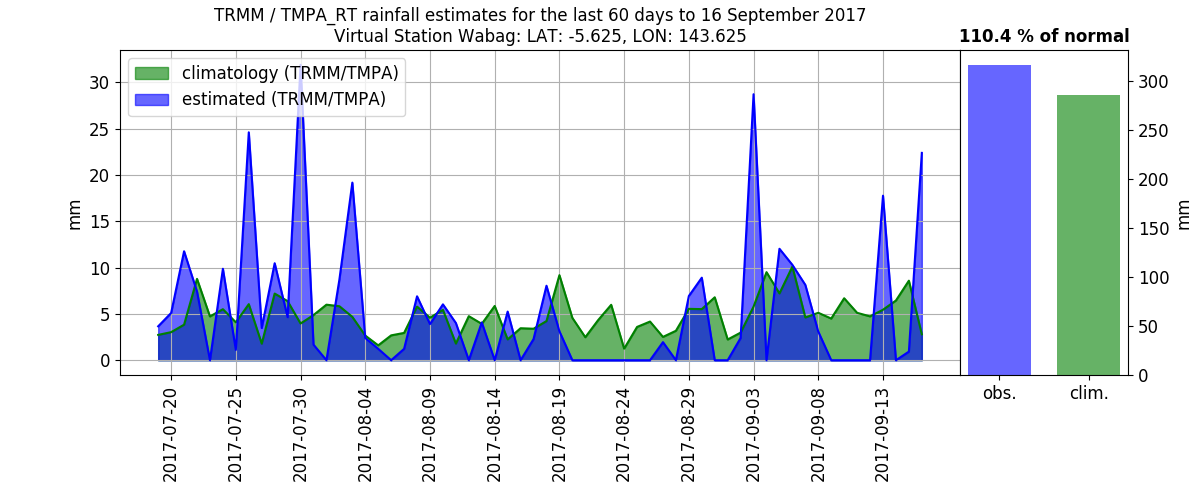 TRMM / TMPA_RT rainfall estimates for the last 60 days to 16 September 2017
Virtual Station Wabag: LAT: -5.625, LON: 143.625
110.4 % of normal
climatology (TRMM/TMPA)
estimated (TRMM/TMPA)
mm
30
25
20
15
10
5
0
2017-07-20
2017-07-25
2017-07-30
2017-08-04
2017-08-09
2017-08-14
2017-08-19
2017-08-24
2017-08-29
2017-09-03
2017-09-08
2017-09-13
300
250
200
150
100
50
0
mm
obs.
clim.